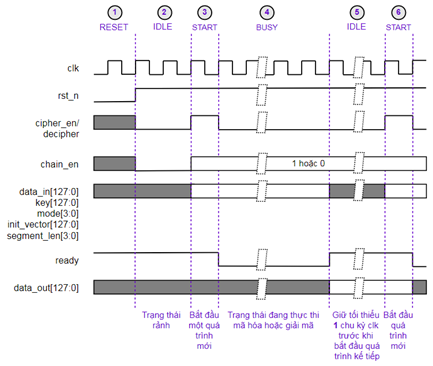 1 2 3 4 5 6
RESET IDLE START BUSY IDLE START
clk
rst_n
cipher_en/
decipher
chain_en
1 hoặc 0
data_in[127:0]
key[127:0]
mode[3:0]
init_vector[127:0]
segment_len[3:0]
ready
data_out[127:0]
Trạng thái
rảnh
Bắt đầu
một quá
trình
mới
Trạng thái đang thực thi
mã hóa hoặc giải mã
Giữ tối thiểu
1 chu kỳ clk
trước khi
bắt đầu quá
trình kế tiếp
Bắt đầu
quá
trình
mới